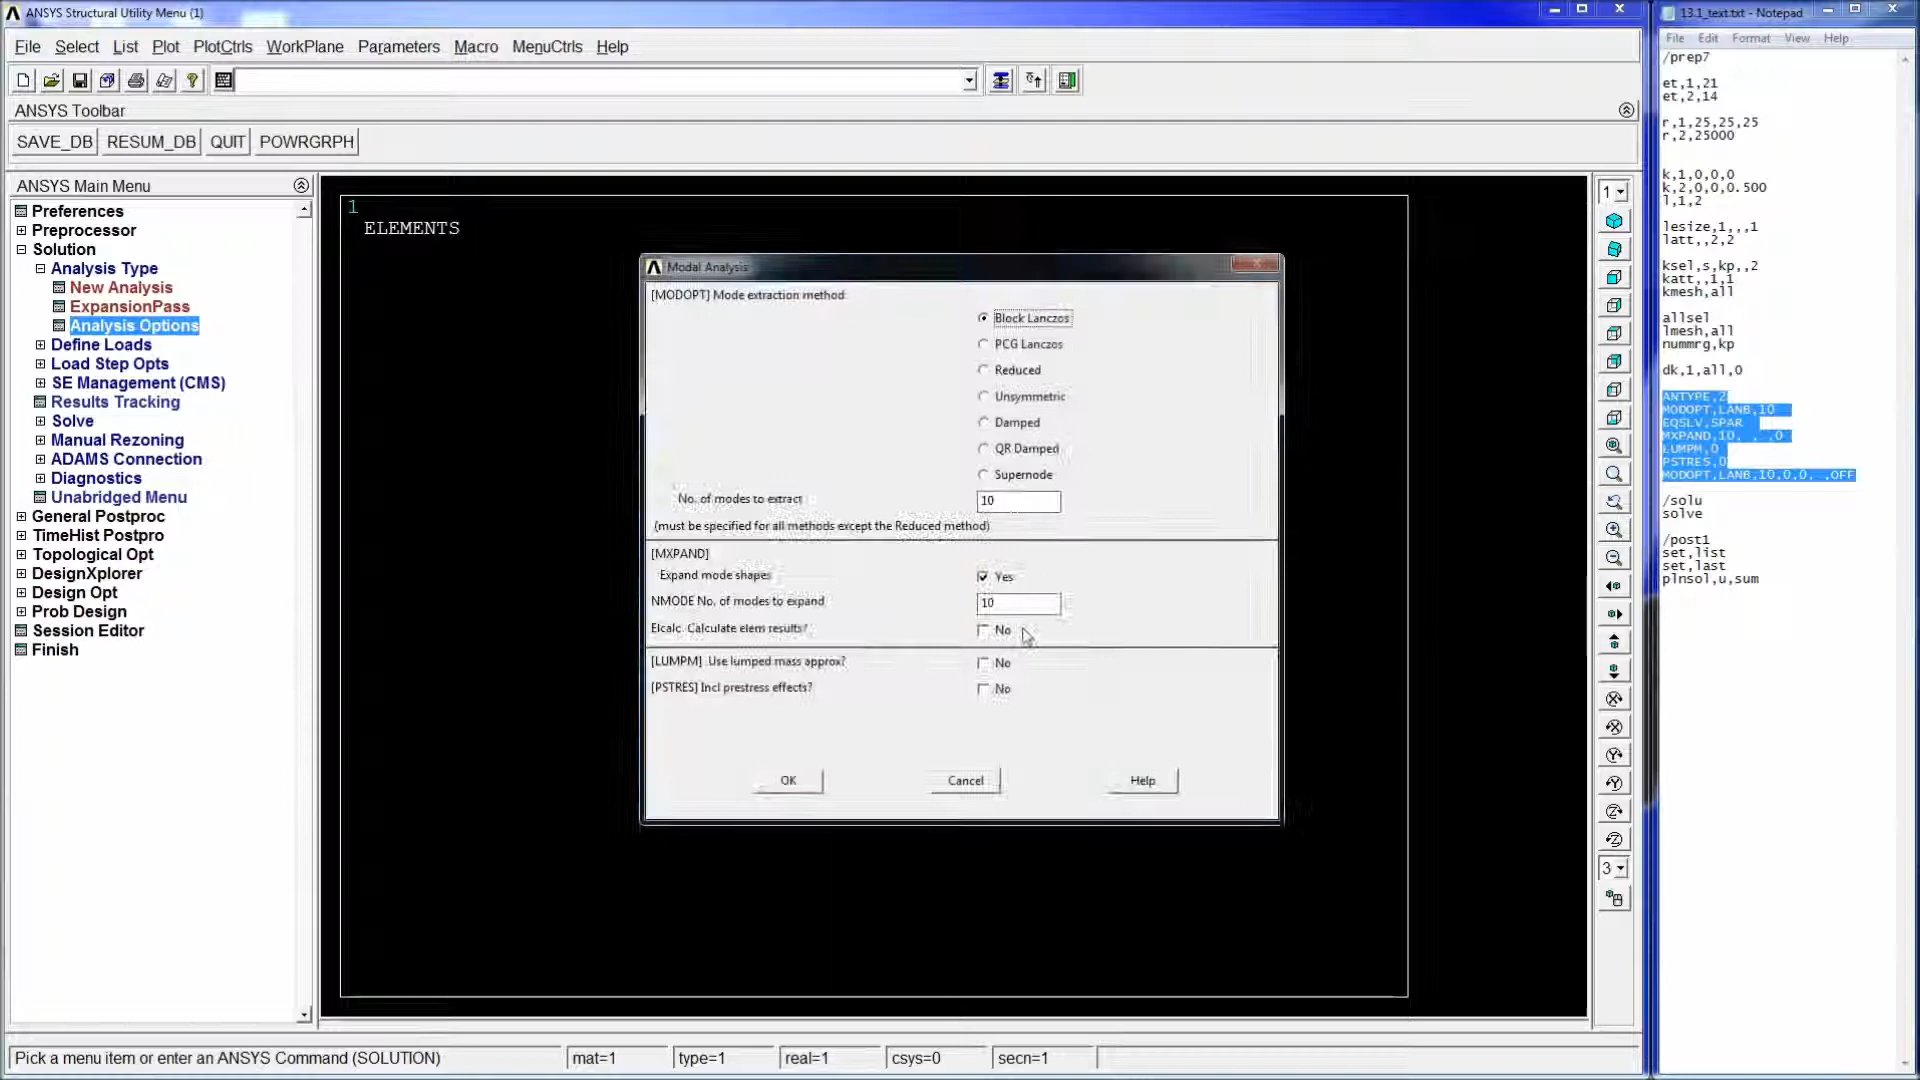 ANSYS Structural Utility Menu (1)
File Select List Plot PlotCtrls WorkPlane Parameters Macro MenuCtrls Help
ANSYS Toolbar
SAVE_DB RESUM_DB QUIT POWRGRPH
ANSYS Main Menu
Preferences
Preprocessor
Solution
Analysis Type
New Analysis
ExpansionPass
Analysis Options
Define Loads
Load Step Opts
SE Management (CMS)
Results Tracking
Solve
Manual Rezoning
ADAMS Connection
Diagnostics
Unabridged Menu
General Postproc
TimeHist Postpro
Topological Opt
DesignXplorer
Design Opt
Prob Design
Session Editor
Finish
1
ELEMENTS
Modal Analysis
[MODOPT] Mode extraction method
Block Lanczos
PCG Lanczos
Reduced
Unsymmetric
Damped
QR Damped
Supernode
No. of modes to extract 10
(must be specified for all methods except the Reduced method)
[MXPAND]
Expand mode shapes Yes
NMODE No. of modes to expand 10
Elcalc Calculate elem results? No
[LUMPM] Use lumped mass approx? No
[PSTRES] Incl prestress effects? No
OK Cancel Help
1
3
Pick a menu item or enter an ANSYS Command (SOLUTION) mat=1 type=1 real=1 csys=0 secn=1
13.1_text.txt - Notepad
File Edit Format View Help
/prep7
et,1,21
et,2,14
r,1,25,25,25
r,2,25000
k,1,0,0,0
k,2,0,0,0.500
l,1,2
lesize,1,,,1
latt,,2,2
ksel,s,kp,,2
katt,,1,1
kmesh,all
allsel
lmesh,all
nummrg,kp
dk,1,all,0
ANTYPE,2
MODOPT,LANB,10
EQSLV,SPAR
MXPAND,10, , ,0
LUMPM,0
PSTRES,0
MODOPT,LANB,10,0,0, ,OFF
/solu
solve
/post1
set,list
set,last
plnsol,u,sum